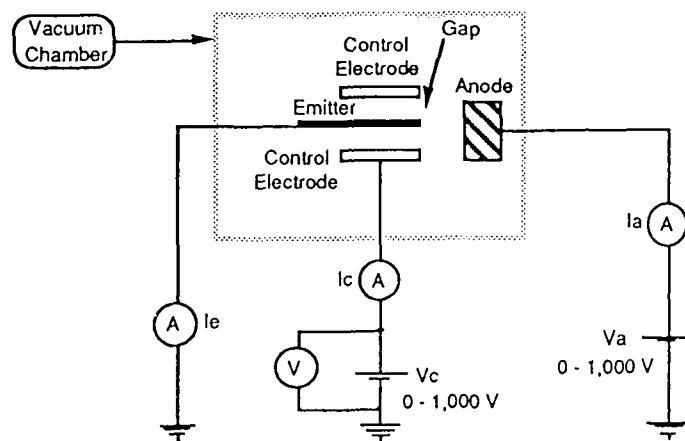 Vacuum
Chamber
Gap
Control
Electrode
Anode
Emitter
Control
Electrode
Ia
A
Ic
A
A
Ie
V
Vc
0 - 1,000 V
Va
0 - 1,000 V